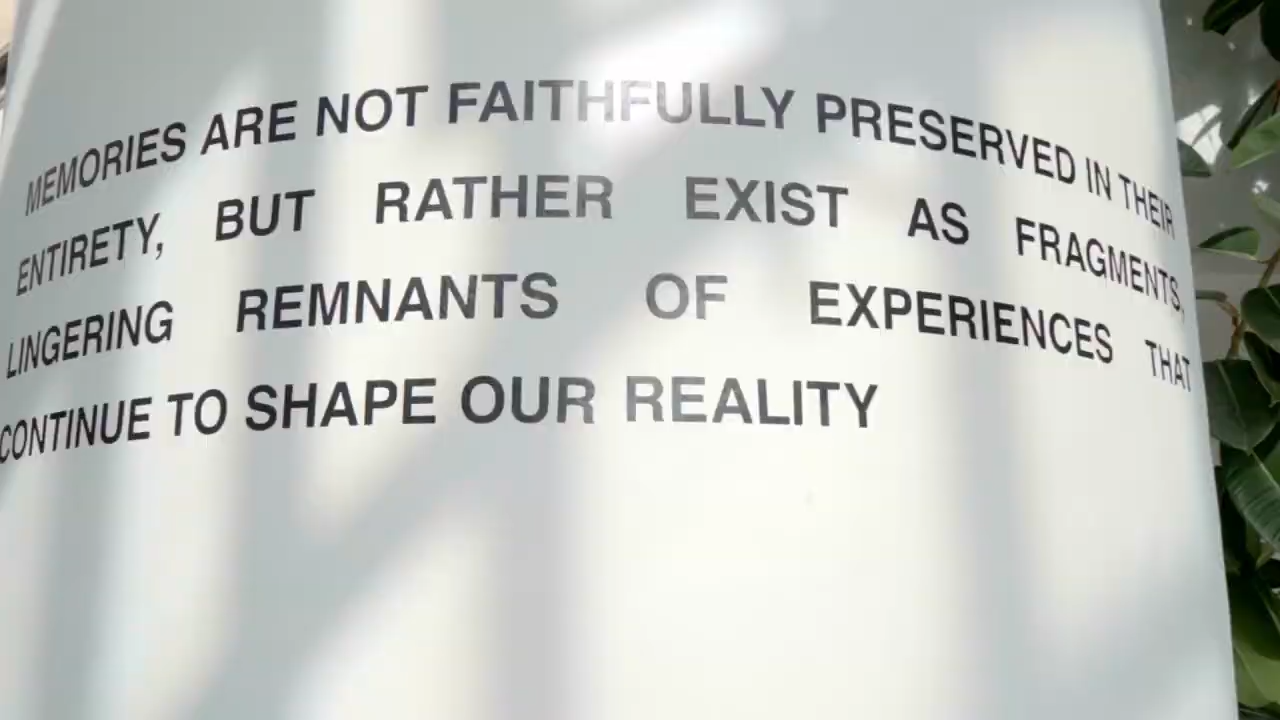 MEMORIES ARE NOT FAITHFULLY PRESERVED IN THEIR
ENTIRETY, BUT RATHER EXIST AS FRAGMENTS,
LINGERING REMNANTS OF EXPERIENCES THAT
CONTINUE TO SHAPE OUR REALITY